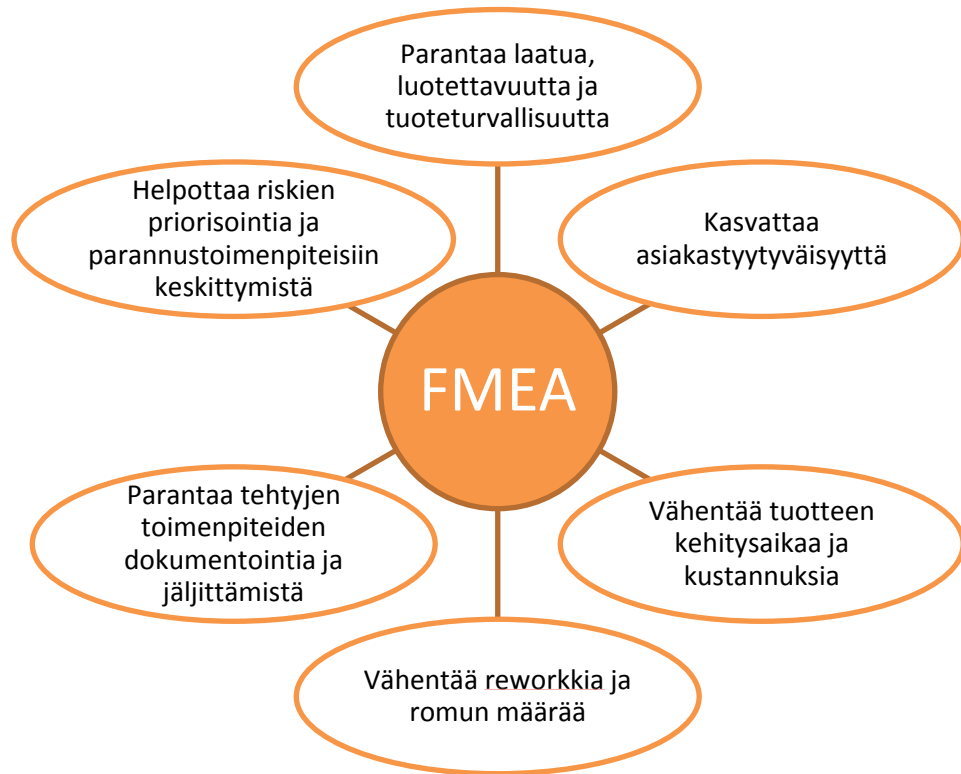 Parantaa laatua,
luotettavuutta ja
tuoteturvallisuutta
Helpottaa riskien
priorisointia ja
parannustoimenpiteisiin
keskittymistä
Kasvattaa
asiakastyytyväisyyttä
FMEA
Parantaa tehtyjen
toimenpiteiden
dokumentointia ja
jäljittämistä
Vähentää tuotteen
kehitysaikaa ja
kustannuksia
Vähentää reworkkia ja
romun määrää